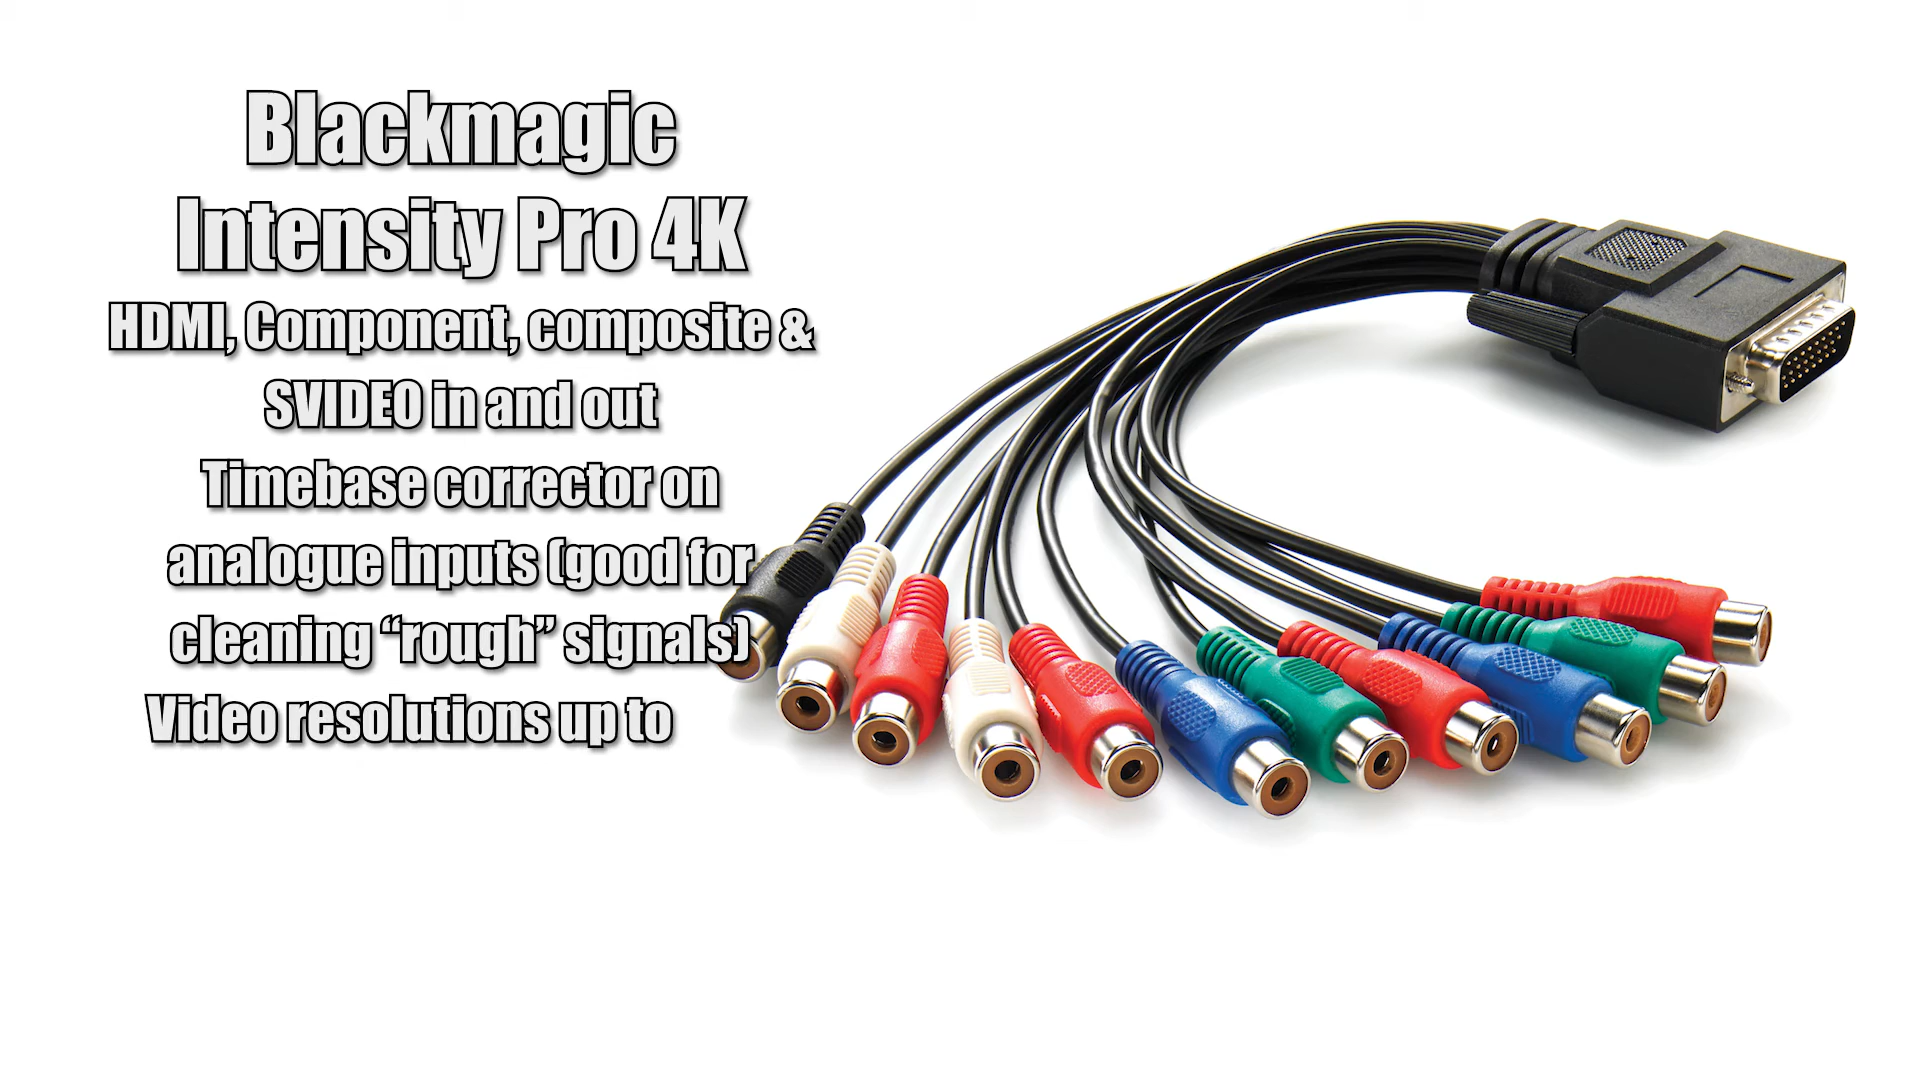 Blackmagic
Intensity Pro 4K
HDMI, Component, composite &
SVIDEO in and out
Timebase corrector on
analogue inputs (good for
cleaning “rough” signals)
Video resolutions up to